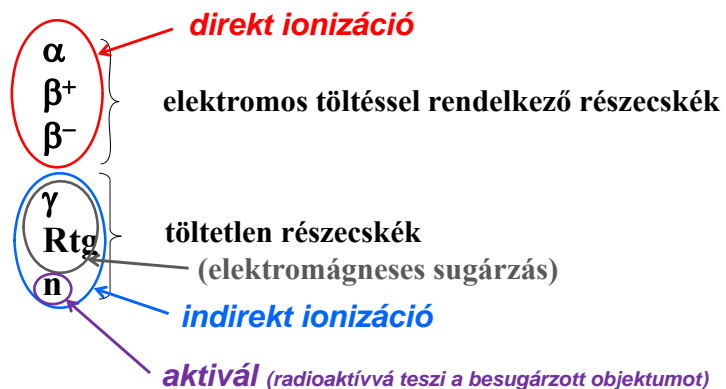 direkt ionizáció
α
β⁺
β⁻
elektromos töltéssel rendelkező részecskék
γ
Rtg
n
töltetlen részecskék
(elektromágneses sugárzás)
indirekt ionizáció
aktivál (radioaktívvá teszi a besugárzott objektumot)